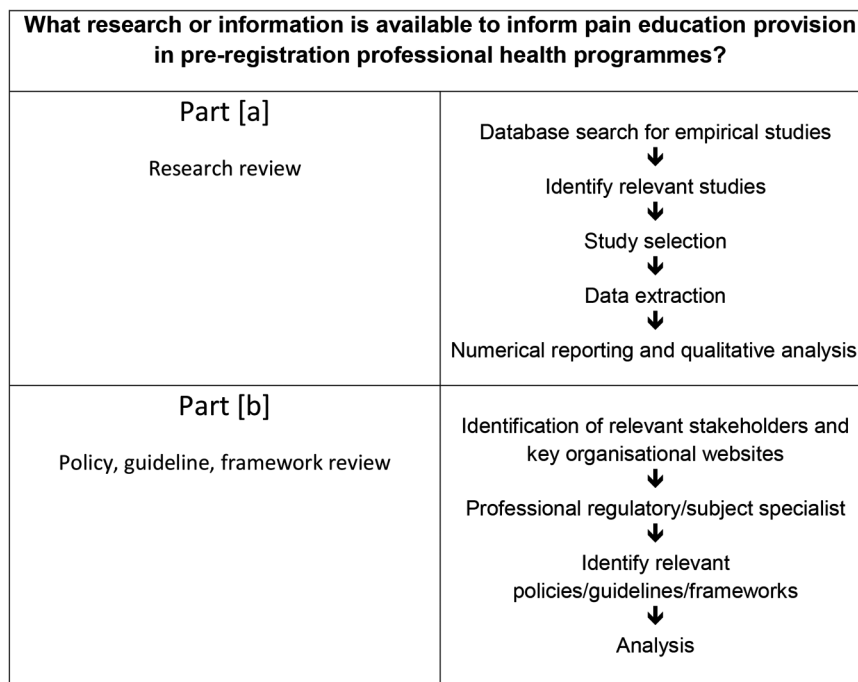 What research or information is available to inform pain education provision
in pre-registration professional health programmes?
Part [a]
Research review
Database search for empirical studies
Identify relevant studies
Study selection
Data extraction
Numerical reporting and qualitative analysis
Part [b]
Policy, guideline, framework review
Identification of relevant stakeholders and
key organisational websites
Professional regulatory/subject specialist
Identify relevant
policies/guidelines/frameworks
Analysis